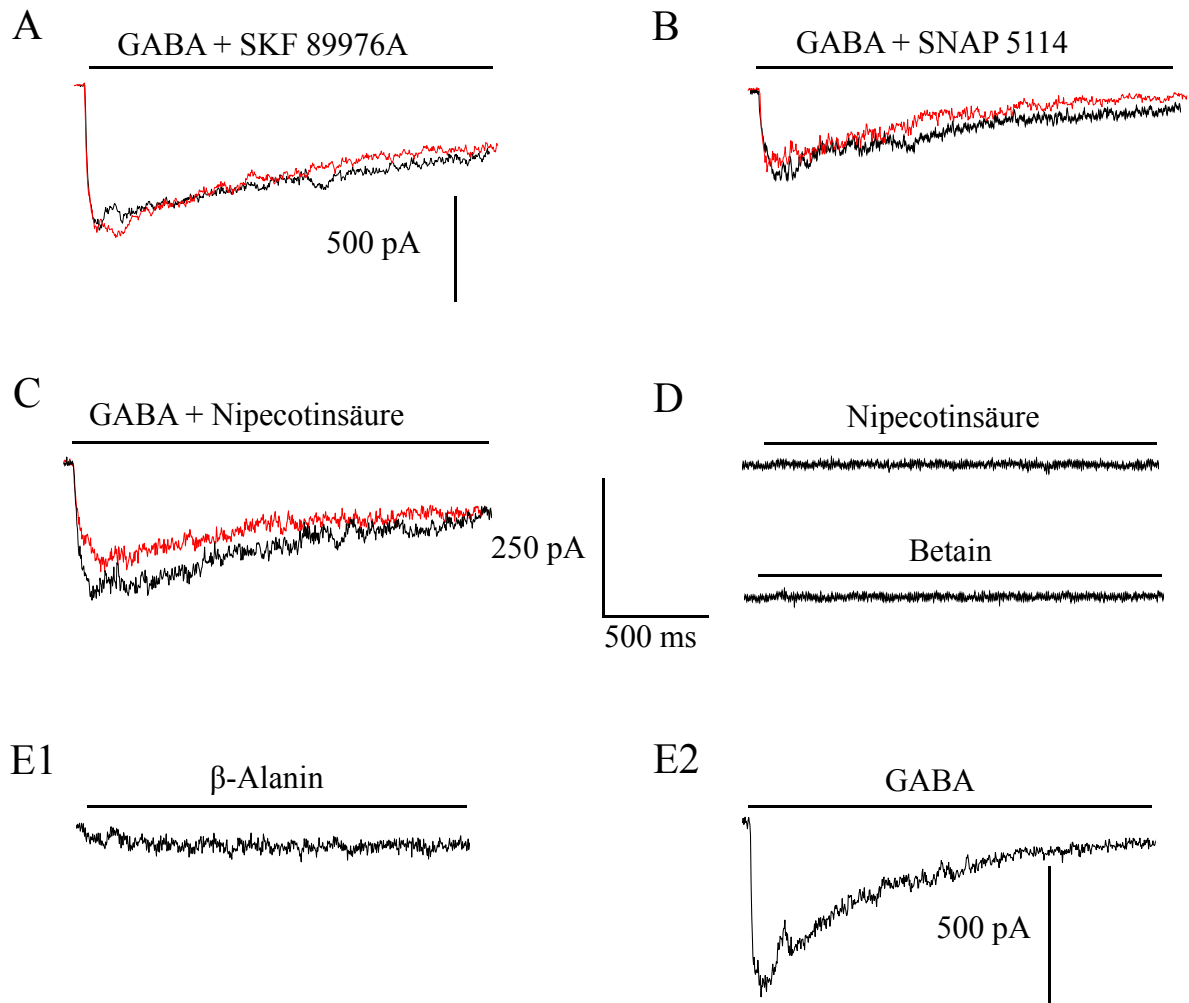 A
GABA + SKF 89976A
500 pA
B
GABA + SNAP 5114
C
GABA + Nipecotinsäure
250 pA
500 ms
D
Nipecotinsäure
Betain
E1
β-Alanin
E2
GABA
500 pA